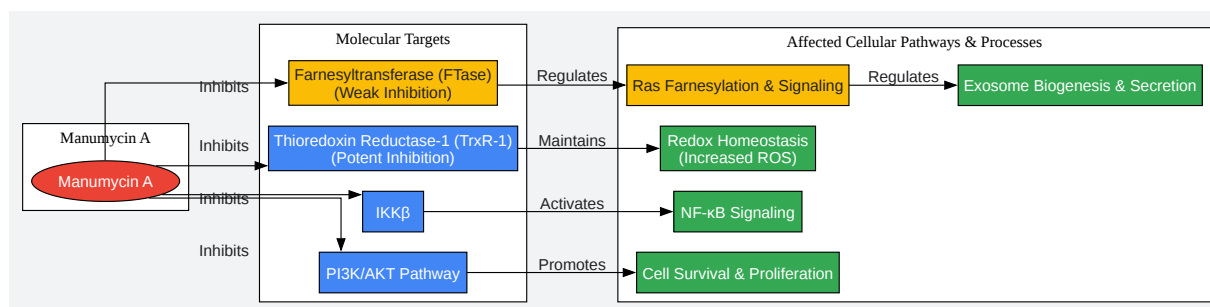 Molecular Targets
Affected Cellular Pathways & Processes
Farnesyltransferase (FTase)
(Weak Inhibition)
Regulates
Ras Farnesylation & Signaling
Regulates
Exosome Biogenesis & Secretion
Inhibits
Manumycin A
Manumycin A
Inhibits
Thioredoxin Reductase-1 (TrxR-1)
(Potent Inhibition)
Maintains
Redox Homeostasis
(Increased ROS)
Inhibits
IKKβ
Activates
NF-κB Signaling
Inhibits
PI3K/AKT Pathway
Promotes
Cell Survival & Proliferation